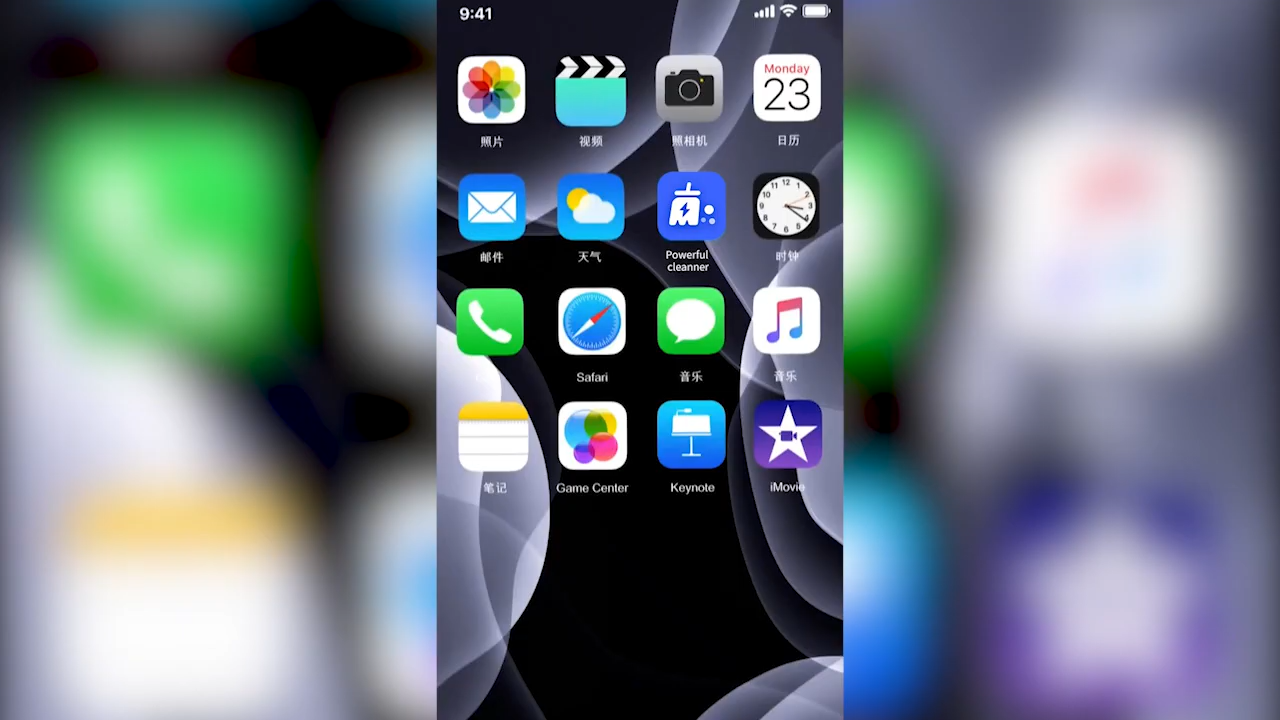 9:41
Monday
23
照片
视频
照相机
日历
邮件
天气
Powerful
cleanner
时钟
Safari
音乐
音乐
笔记
Game Center
Keynote
iMovie